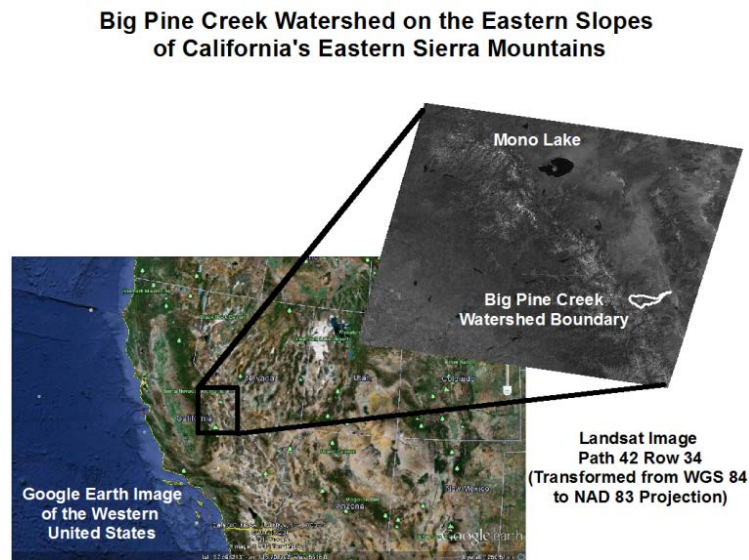 Big Pine Creek Watershed on the Eastern Slopes
of California's Eastern Sierra Mountains
Mono Lake
Big Pine Creek
Watershed Boundary
Nevada
Utah
Colorado
California
Arizona
New Mexico
Google Earth Image
of the Western
United States
Google earth
Landsat Image
Path 42 Row 34
(Transformed from WGS 84
to NAD 83 Projection)